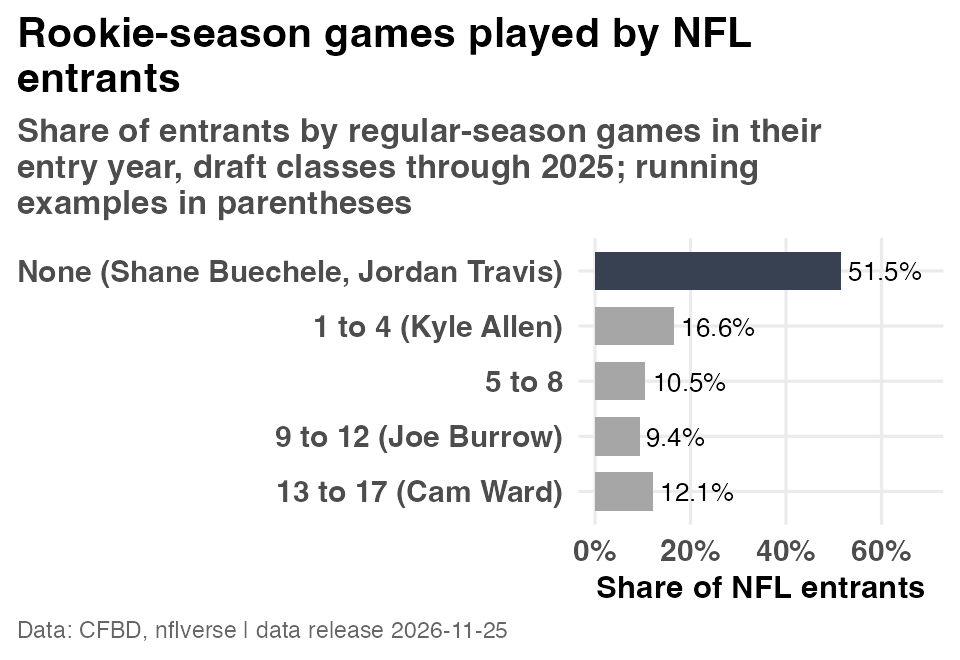 Rookie-season games played by NFL
entrants
Share of entrants by regular-season games in their
entry year, draft classes through 2025; running
examples in parentheses
None (Shane Buechele, Jordan Travis) 51.5%
1 to 4 (Kyle Allen) 16.6%
5 to 8 10.5%
9 to 12 (Joe Burrow) 9.4%
13 to 17 (Cam Ward) 12.1%
0% 20% 40% 60%
Share of NFL entrants
Data: CFBD, nflverse | data release 2026-11-25